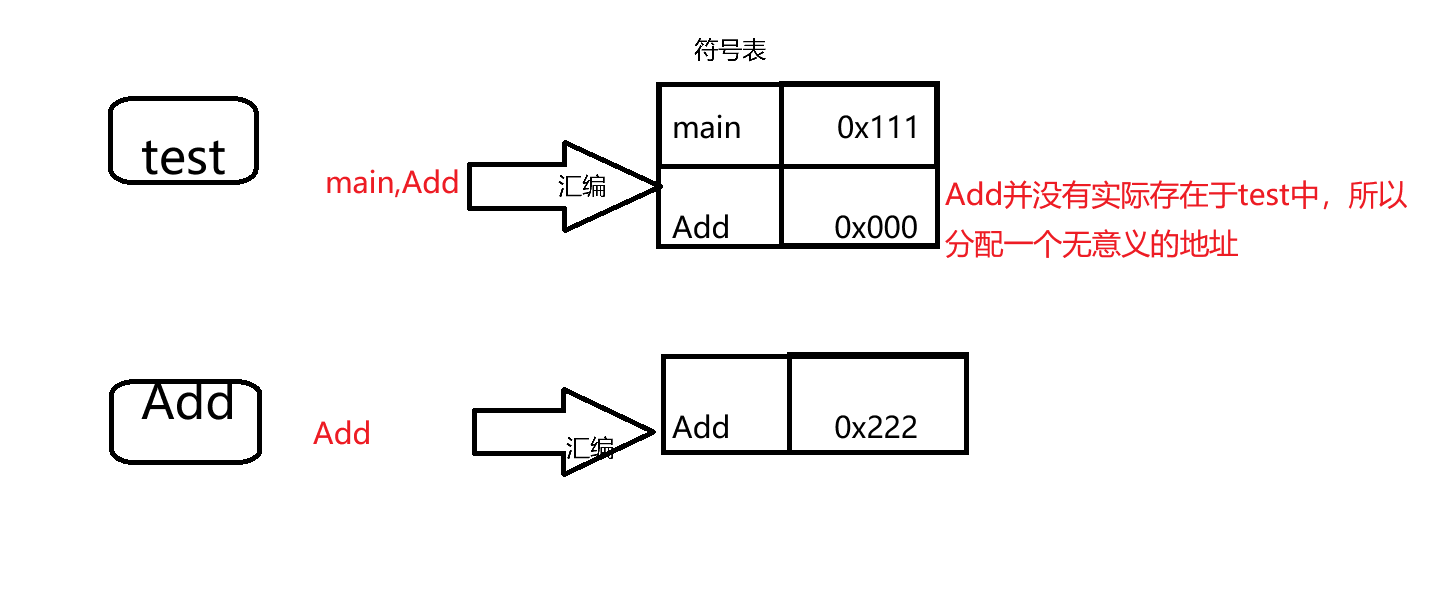 符号表
test
main,Add
汇编
main 0x111
Add 0x000
Add并没有实际存在于test中，所以
分配一个无意义的地址
Add
Add
汇编
Add 0x222